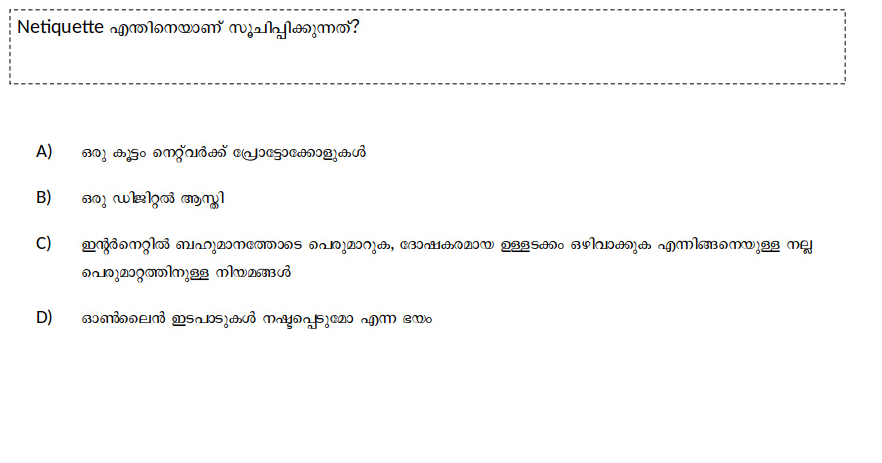 Netiquette എന്തിനെയാണ് സൂചിപ്പിക്കുന്നത്?
A) ഒരു കൂട്ടം നെറ്റ്‌വർക്ക് പ്രോട്ടോക്കോളുകൾ
B) ഒരു ഡിജിറ്റൽ ആസ്തി
C) ഇന്റർനെറ്റിൽ ബഹുമാനത്തോടെ പെരുമാറുക, ദോഷകരമായ ഉള്ളടക്കം ഒഴിവാക്കുക എന്നിങ്ങനെയുള്ള നല്ല
പെരുമാറ്റത്തിനുള്ള നിയമങ്ങൾ
D) ഓൺലൈൻ ഇടപാടുകൾ നഷ്ടപ്പെടുമോ എന്ന ഭയം